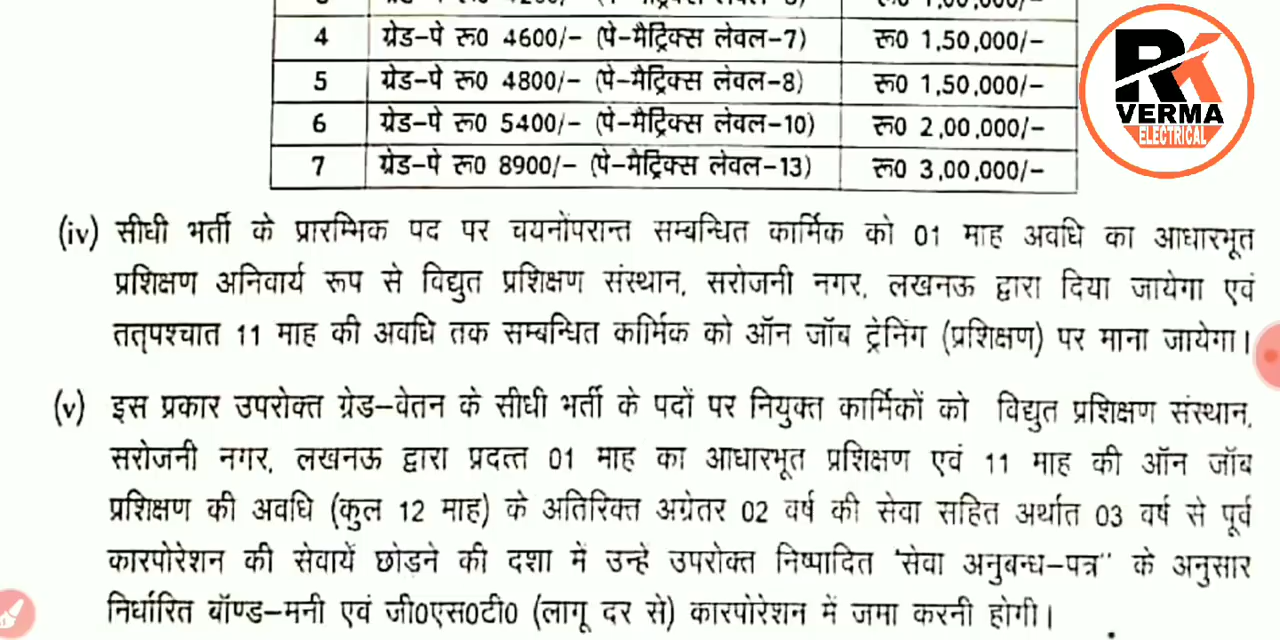 4 ग्रेड-पे रू0 4600/- (पे-मैट्रिक्स लेवल-7) रू0 1,50,000/-
5 ग्रेड-पे रू0 4800/- (पे-मैट्रिक्स लेवल-8) रू0 1,50,000/-
6 ग्रेड-पे रू0 5400/- (पे-मैट्रिक्स लेवल-10) रू0 2,00,000/-
7 ग्रेड-पे रू0 8900/- (पे-मैट्रिक्स लेवल-13) रू0 3,00,000/-
RK
VERMA
ELECTRICAL
(iv) सीधी भर्ती के प्रारम्भिक पद पर चयनोंपरान्त सम्बन्धित कार्मिक को 01 माह अवधि का आधारभूत
प्रशिक्षण अनिवार्य रूप से विद्युत प्रशिक्षण संस्थान, सरोजनी नगर, लखनऊ द्वारा दिया जायेगा एवं
ततृपश्चात 11 माह की अवधि तक सम्बन्धित कार्मिक को ऑन जॉब ट्रेनिंग (प्रशिक्षण) पर माना जायेगा।
(v) इस प्रकार उपरोक्त ग्रेड-वेतन के सीधी भर्ती के पदों पर नियुक्त कार्मिकों को विद्युत प्रशिक्षण संस्थान,
सरोजनी नगर, लखनऊ द्वारा प्रदत्त 01 माह का आधारभूत प्रशिक्षण एवं 11 माह की ऑन जॉब
प्रशिक्षण की अवधि (कुल 12 माह) के अतिरिक्त अग्रेतर 02 वर्ष की सेवा सहित अर्थात 03 वर्ष से पूर्व
कारपोरेशन की सेवायें छोड़ने की दशा में उन्हें उपरोक्त निष्पादित "सेवा अनुबन्ध-पत्र" के अनुसार
निर्धारित बॉण्ड-मनी एवं जी0एस0टी0 (लागू दर से) कारपोरेशन में जमा करनी होगी।